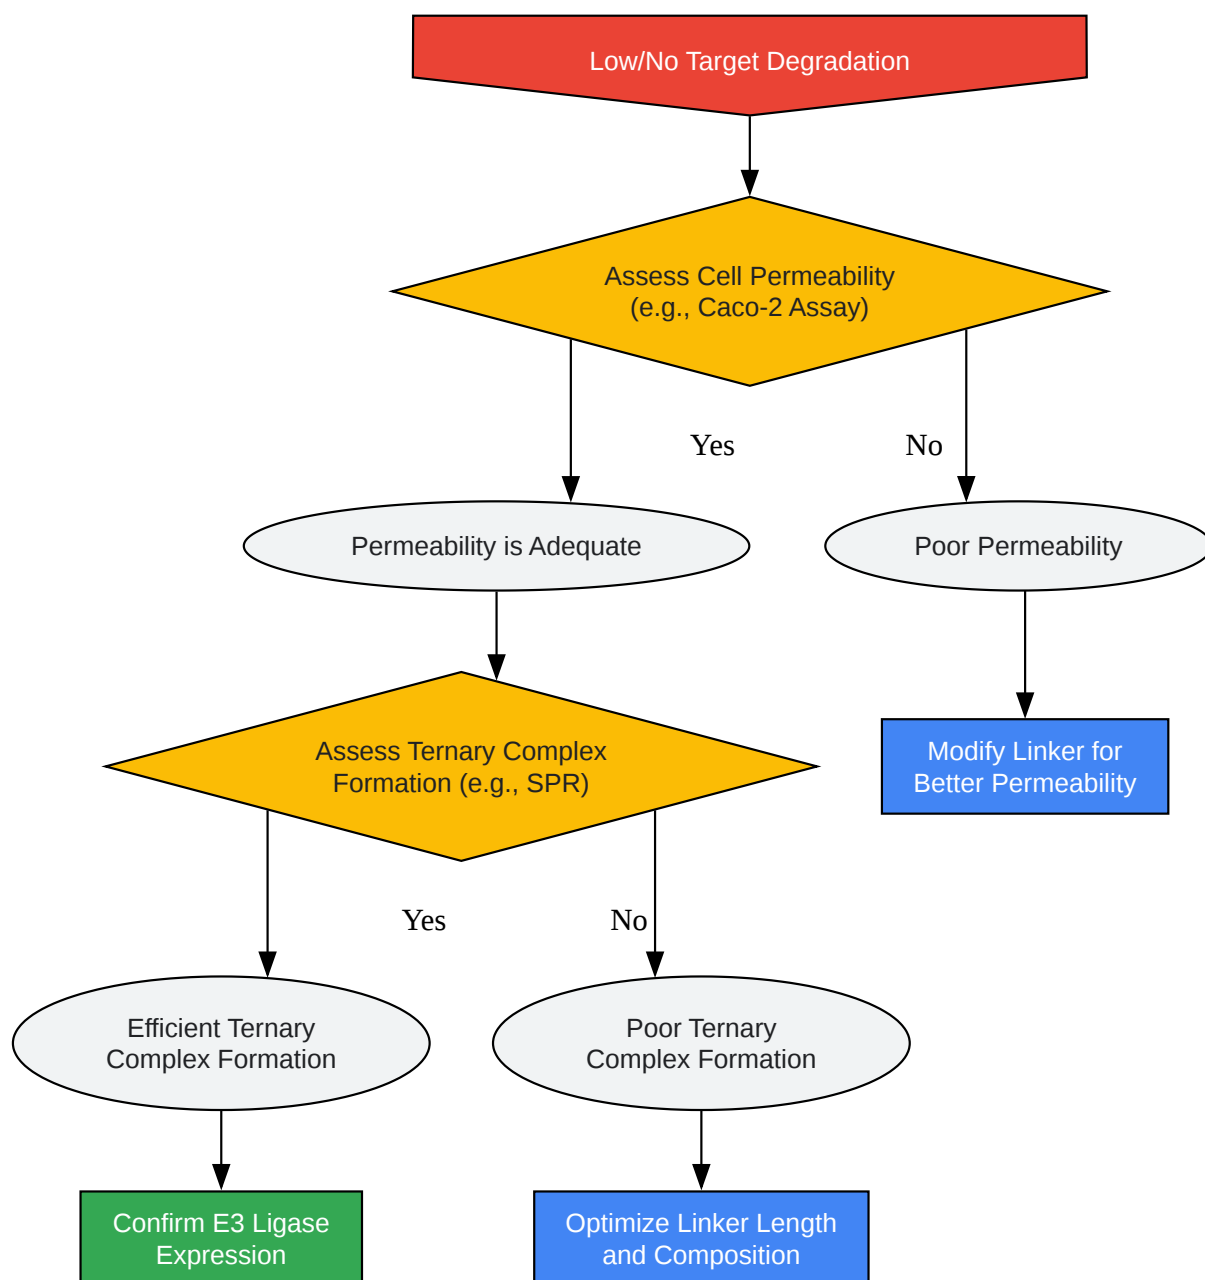 Low/No Target Degradation
Assess Cell Permeability
(e.g., Caco-2 Assay)
Yes
No
Permeability is Adequate
Poor Permeability
Assess Ternary Complex
Formation (e.g., SPR)
Modify Linker for
Better Permeability
Yes
No
Efficient Ternary
Complex Formation
Poor Ternary
Complex Formation
Confirm E3 Ligase
Expression
Optimize Linker Length
and Composition